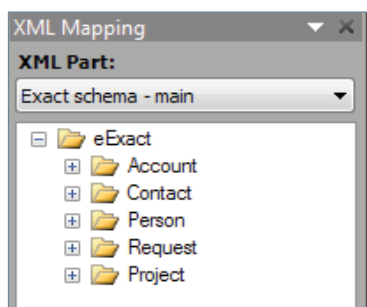 XML Mapping
XML Part:
Exact schema - main
eExact
Account
Contact
Person
Request
Project